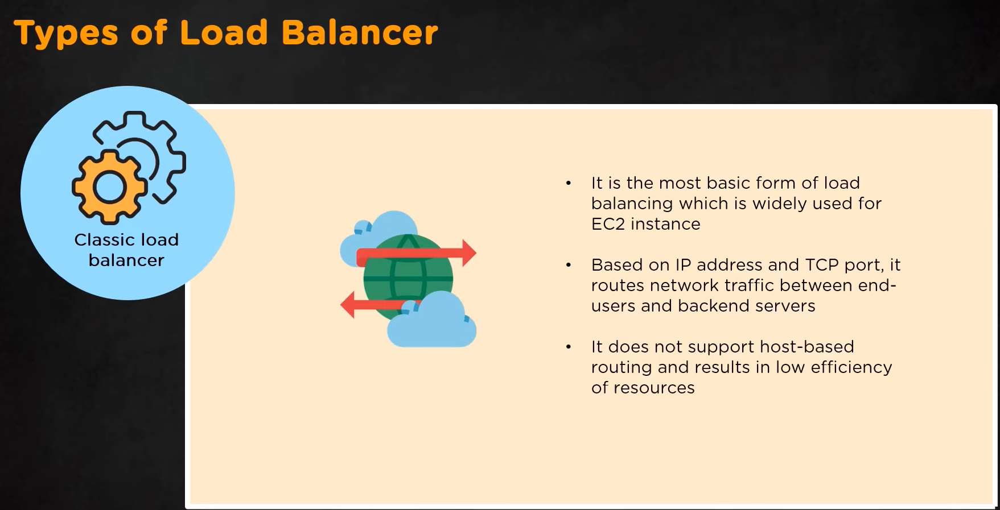 Types of Load Balancer
Classic load
balancer
• It is the most basic form of load
balancing which is widely used for
EC2 instance
• Based on IP address and TCP port, it
routes network traffic between end-
users and backend servers
• It does not support host-based
routing and results in low efficiency
of resources